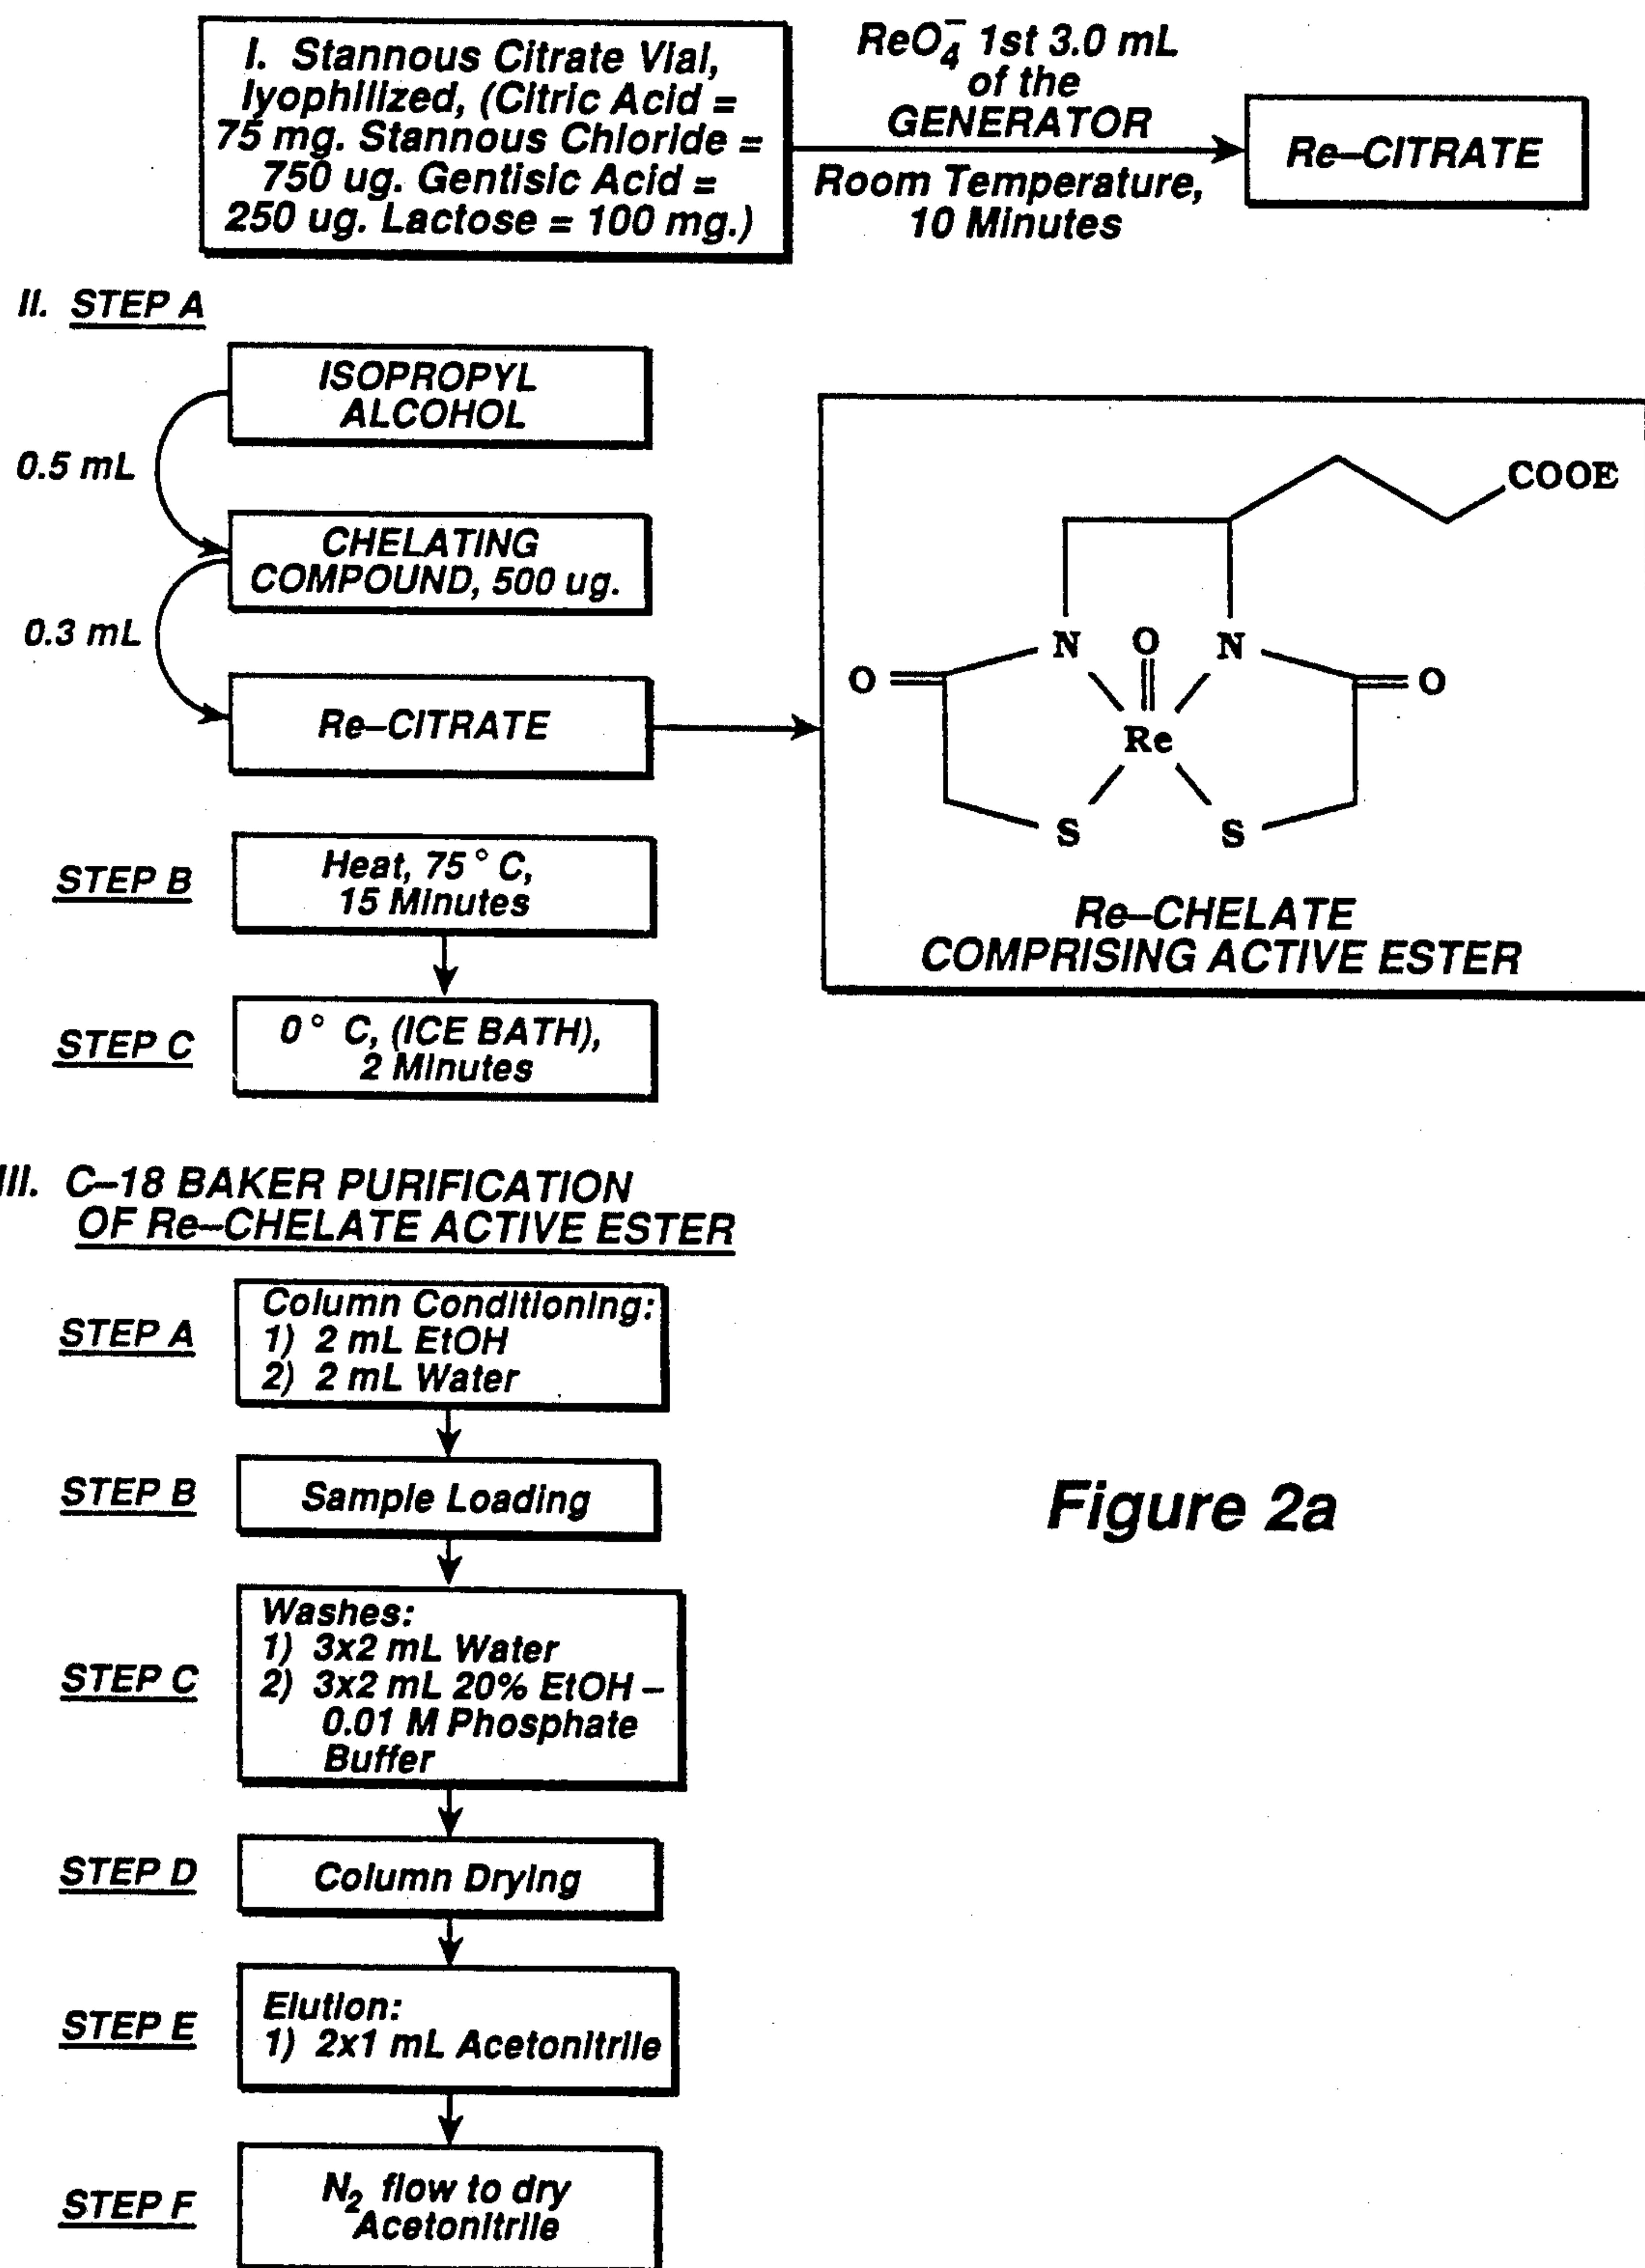 I. Stannous Citrate Vial,
lyophilized, (Citric Acid =
75 mg. Stannous Chloride =
750 ug. Gentisic Acid =
250 ug. Lactose = 100 mg.)
ReO₄⁻ 1st 3.0 mL
of the
GENERATOR
Room Temperature,
10 Minutes
Re–CITRATE
II. STEP A
ISOPROPYL
ALCOHOL
0.5 mL
CHELATING
COMPOUND, 500 ug.
0.3 mL
Re–CITRATE
COOE
N O N
O O
Re
S S
Re–CHELATE
COMPRISING ACTIVE ESTER
STEP B
Heat, 75° C,
15 Minutes
STEP C
0° C, (ICE BATH),
2 Minutes
III. C–18 BAKER PURIFICATION
OF Re–CHELATE ACTIVE ESTER
STEP A
Column Conditioning:
1) 2 mL EtOH
2) 2 mL Water
STEP B
Sample Loading
Figure 2a
STEP C
Washes:
1) 3x2 mL Water
2) 3x2 mL 20% EtOH –
0.01 M Phosphate
Buffer
STEP D
Column Drying
STEP E
Elution:
1) 2x1 mL Acetonitrile
STEP F
N₂ flow to dry
Acetonitrile